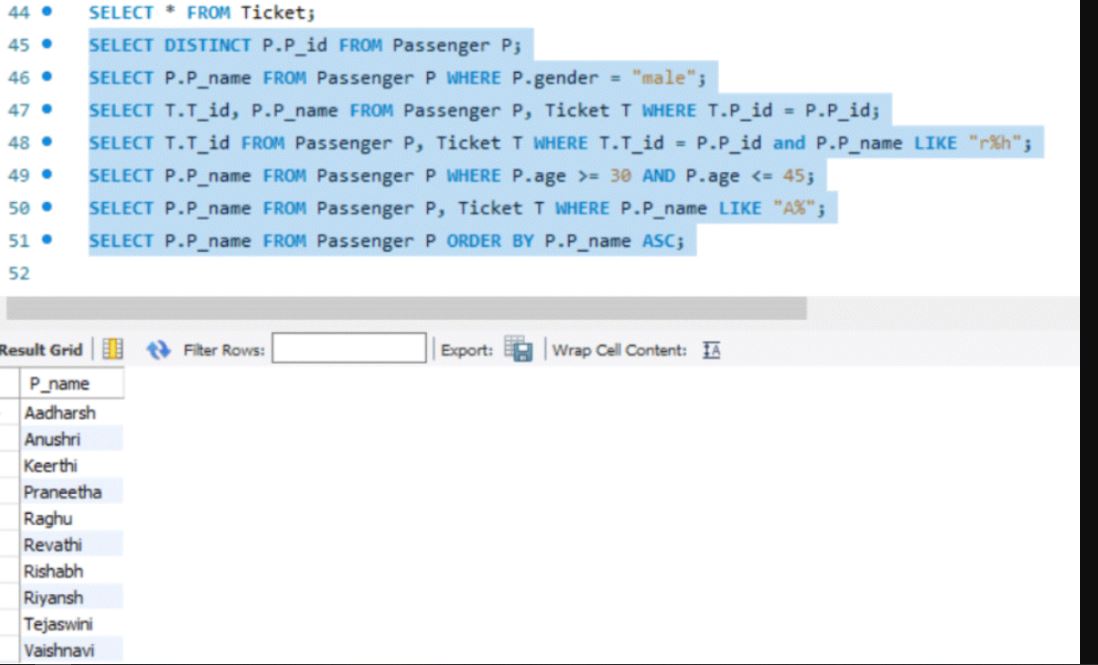 44 SELECT * FROM Ticket;
45 SELECT DISTINCT P.P_id FROM Passenger P;
46 SELECT P.P_name FROM Passenger P WHERE P.gender = "male";
47 SELECT T.T_id, P.P_name FROM Passenger P, Ticket T WHERE T.P_id = P.P_id;
48 SELECT T.T_id FROM Passenger P, Ticket T WHERE T.T_id = P.P_id and P.P_name LIKE "r%h";
49 SELECT P.P_name FROM Passenger P WHERE P.age >= 30 AND P.age <= 45;
50 SELECT P.P_name FROM Passenger P, Ticket T WHERE P.P_name LIKE "A%";
51 SELECT P.P_name FROM Passenger P ORDER BY P.P_name ASC;
52
Result Grid Filter Rows: Export: Wrap Cell Content: IA
P_name
Aadharsh
Anushri
Keerthi
Praneetha
Raghu
Revathi
Rishabh
Riyansh
Tejaswini
Vaishnavi